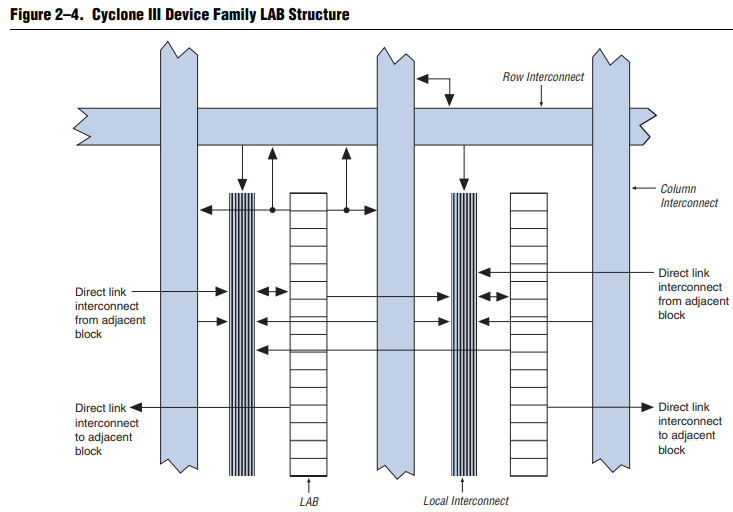 Figure 2–4. Cyclone III Device Family LAB Structure
Row Interconnect
Column
Interconnect
Direct link
interconnect
from adjacent
block
Direct link
interconnect
from adjacent
block
Direct link
interconnect
to adjacent
block
Direct link
interconnect
to adjacent
block
LAB
Local Interconnect